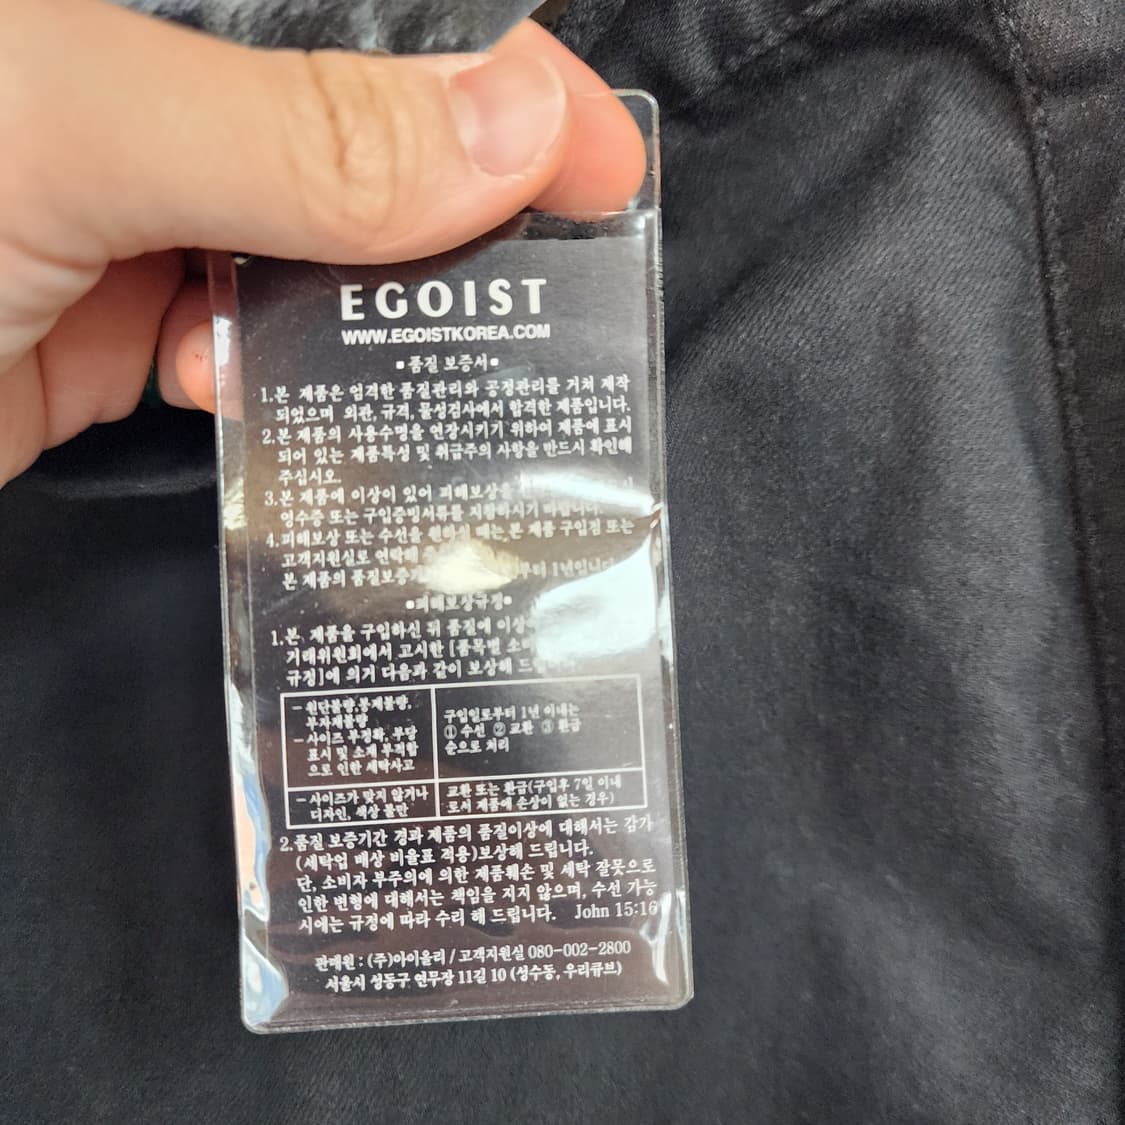 EGOIST
WWW.EGOISTKOREA.COM
▪품질 보증서▪
1.본 제품은 엄격한 품질관리와 공정관리를 거쳐 제작
되었으며 외관, 규격, 물성검사에서 합격한 제품입니다.
2.본 제품의 사용수명을 연장시키기 위하여 제품에 표시
되어 있는 제품특성 및 취급주의 사항을 반드시 확인해
주십시오.
3.본 제품에 이상이 있어 피해보상을
영수증 또는 구입증빙서류를 지참하시기 바랍니다.
4.피해보상 또는 수선을 원하실 때는 본 제품 구입점 또는
고객지원실로 연락해
본 제품의 품질보증기 부터 1년입니다
▪피해보상규정▪
1.본 제품을 구입하신 뒤 품질에 이상
거래위원회에서 고시한 [품목별
규정]에 의거 다음과 같이 보상해
- 원단불량,봉제불량,
부자재불량
- 사이즈 부정확, 부당
표시 및 소재 부적합
으로 인한 세탁사고
구입일로부터 1년 이내는
① 수선 ② 교환 ③ 환급
순으로 처리
- 사이즈가 맞지 않거나
디자인, 색상 불만
교환 또는 환급(구입후 7일 이내
로서 제품에 손상이 없는 경우)
2.품질 보증기간 경과 제품의 품질이상에 대해서는 감가
(세탁업 배상 비율표 적용)보상해 드립니다.
단, 소비자 부주의에 의한 제품훼손 및 세탁 잘못으로
인한 변형에 대해서는 책임을 지지 않으며, 수선 가능
시에는 규정에 따라 수리 해 드립니다. John 15:16
판매원 : (주)아이올리 / 고객지원실 080-002-2800
서울시 성동구 연무장 11길 10 (성수동, 우리큐브)